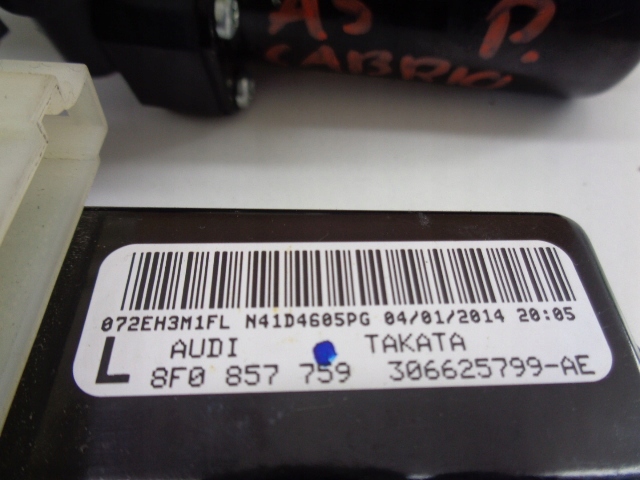 A5 P.
CABRIO
072EH3M1FL N41D4605PG 04/01/2014 20:05
L AUDI TAKATA
8F0 857 759 306625799-AE